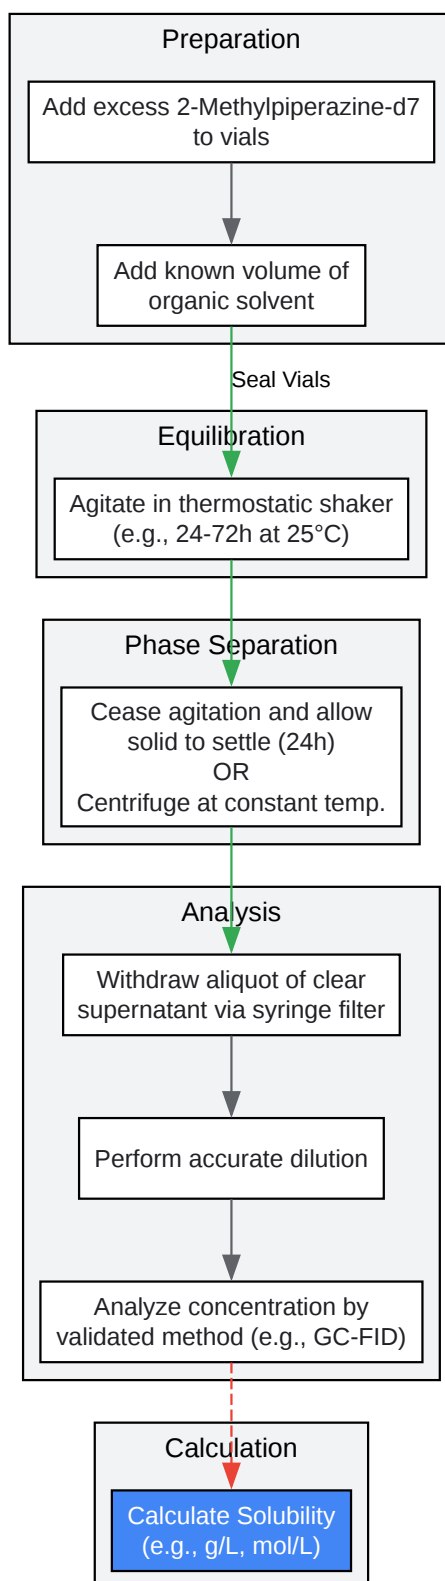 Preparation
Add excess 2-Methylpiperazine-d7
to vials
Add known volume of
organic solvent
Seal Vials
Equilibration
Agitate in thermostatic shaker
(e.g., 24-72h at 25°C)
Phase Separation
Cease agitation and allow
solid to settle (24h)
OR
Centrifuge at constant temp.
Analysis
Withdraw aliquot of clear
supernatant via syringe filter
Perform accurate dilution
Analyze concentration by
validated method (e.g., GC-FID)
Calculation
Calculate Solubility
(e.g., g/L, mol/L)